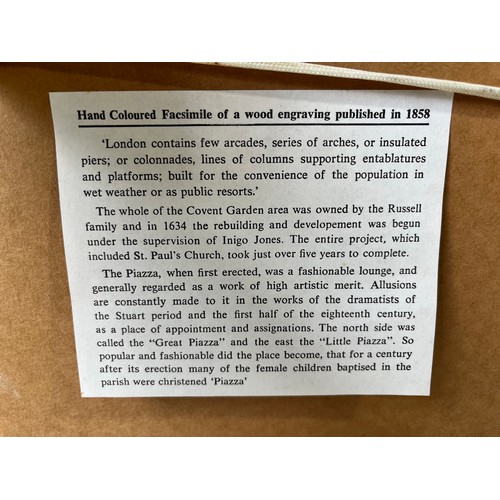 Hand Coloured Facsimile of a wood engraving published in 1858
'London contains few arcades, series of arches, or insulated
piers; or colonnades, lines of columns supporting entablatures
and platforms; built for the convenience of the population in
wet weather or as public resorts.'
The whole of the Covent Garden area was owned by the Russell
family and in 1634 the rebuilding and developement was begun
under the supervision of Inigo Jones. The entire project, which
included St. Paul's Church, took just over five years to complete.
The Piazza, when first erected, was a fashionable lounge, and
generally regarded as a work of high artistic merit. Allusions
are constantly made to it in the works of the dramatists of
the Stuart period and the first half of the eighteenth century,
as a place of appointment and assignations. The north side was
called the "Great Piazza" and the east the "Little Piazza". So
popular and fashionable did the place become, that for a century
after its erection many of the female children baptised in the
parish were christened 'Piazza'